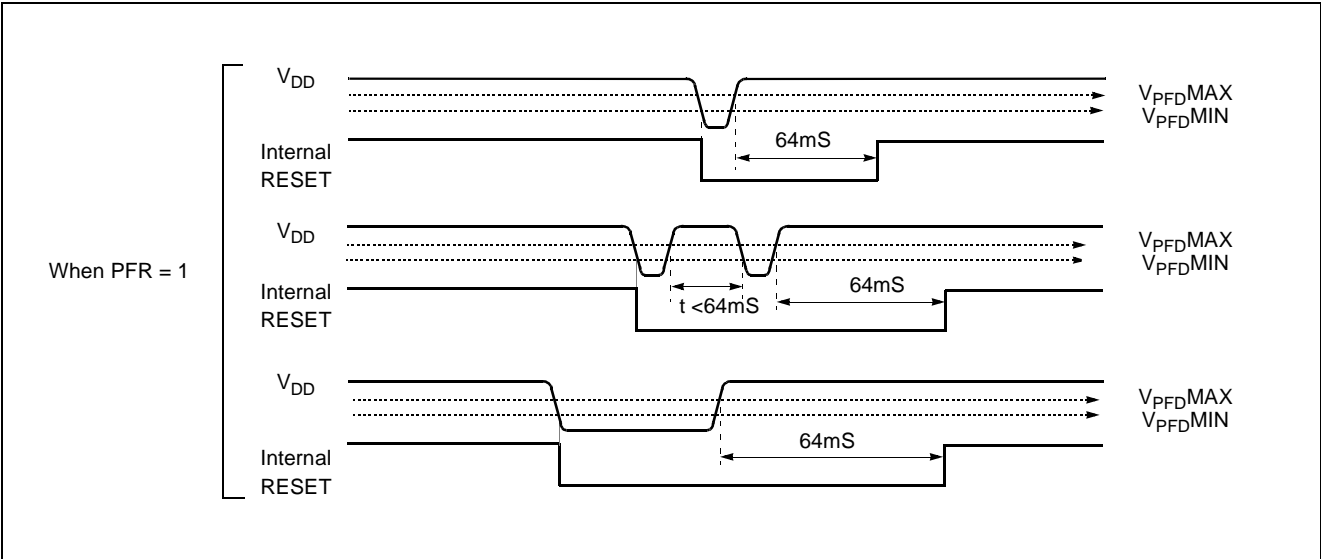 When PFR = 1
VDD
VPFDMAX
VPFDMIN
Internal
RESET
64mS
VDD
VPFDMAX
VPFDMIN
Internal
RESET
t <64mS
64mS
VDD
VPFDMAX
VPFDMIN
Internal
RESET
64mS